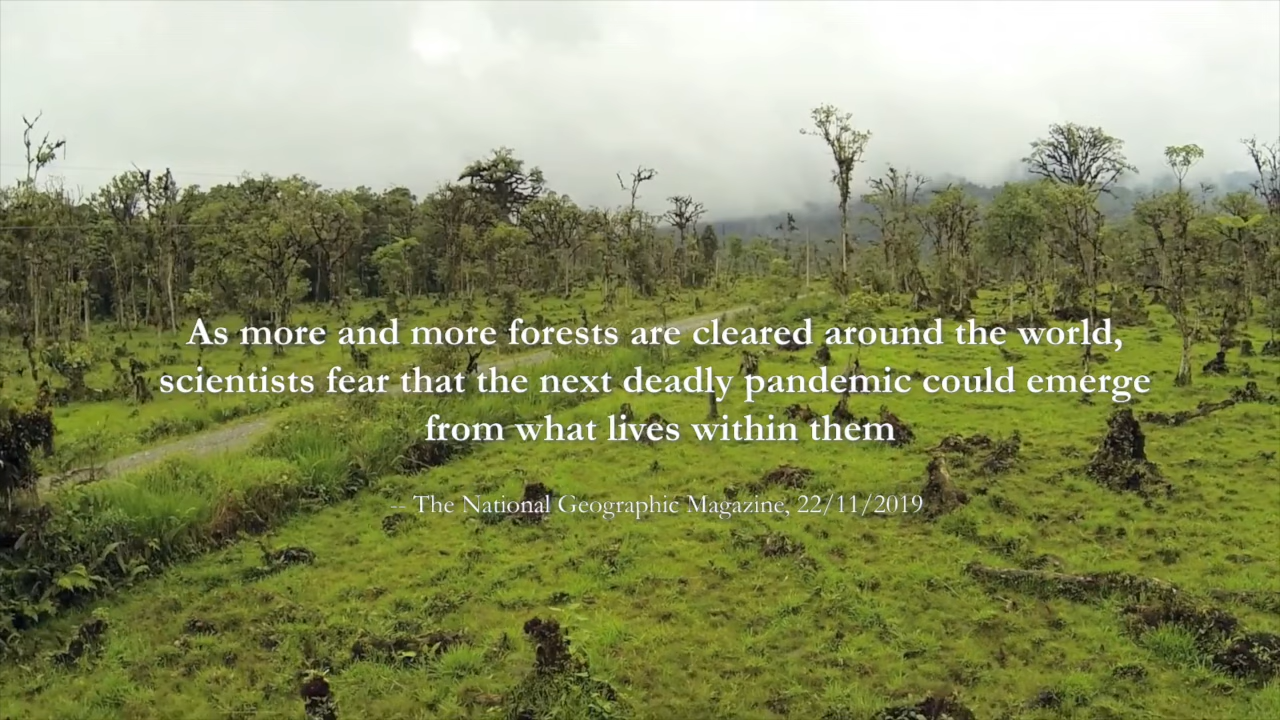 As more and more forests are cleared around the world,
scientists fear that the next deadly pandemic could emerge
from what lives within them
-- The National Geographic Magazine, 22/11/2019